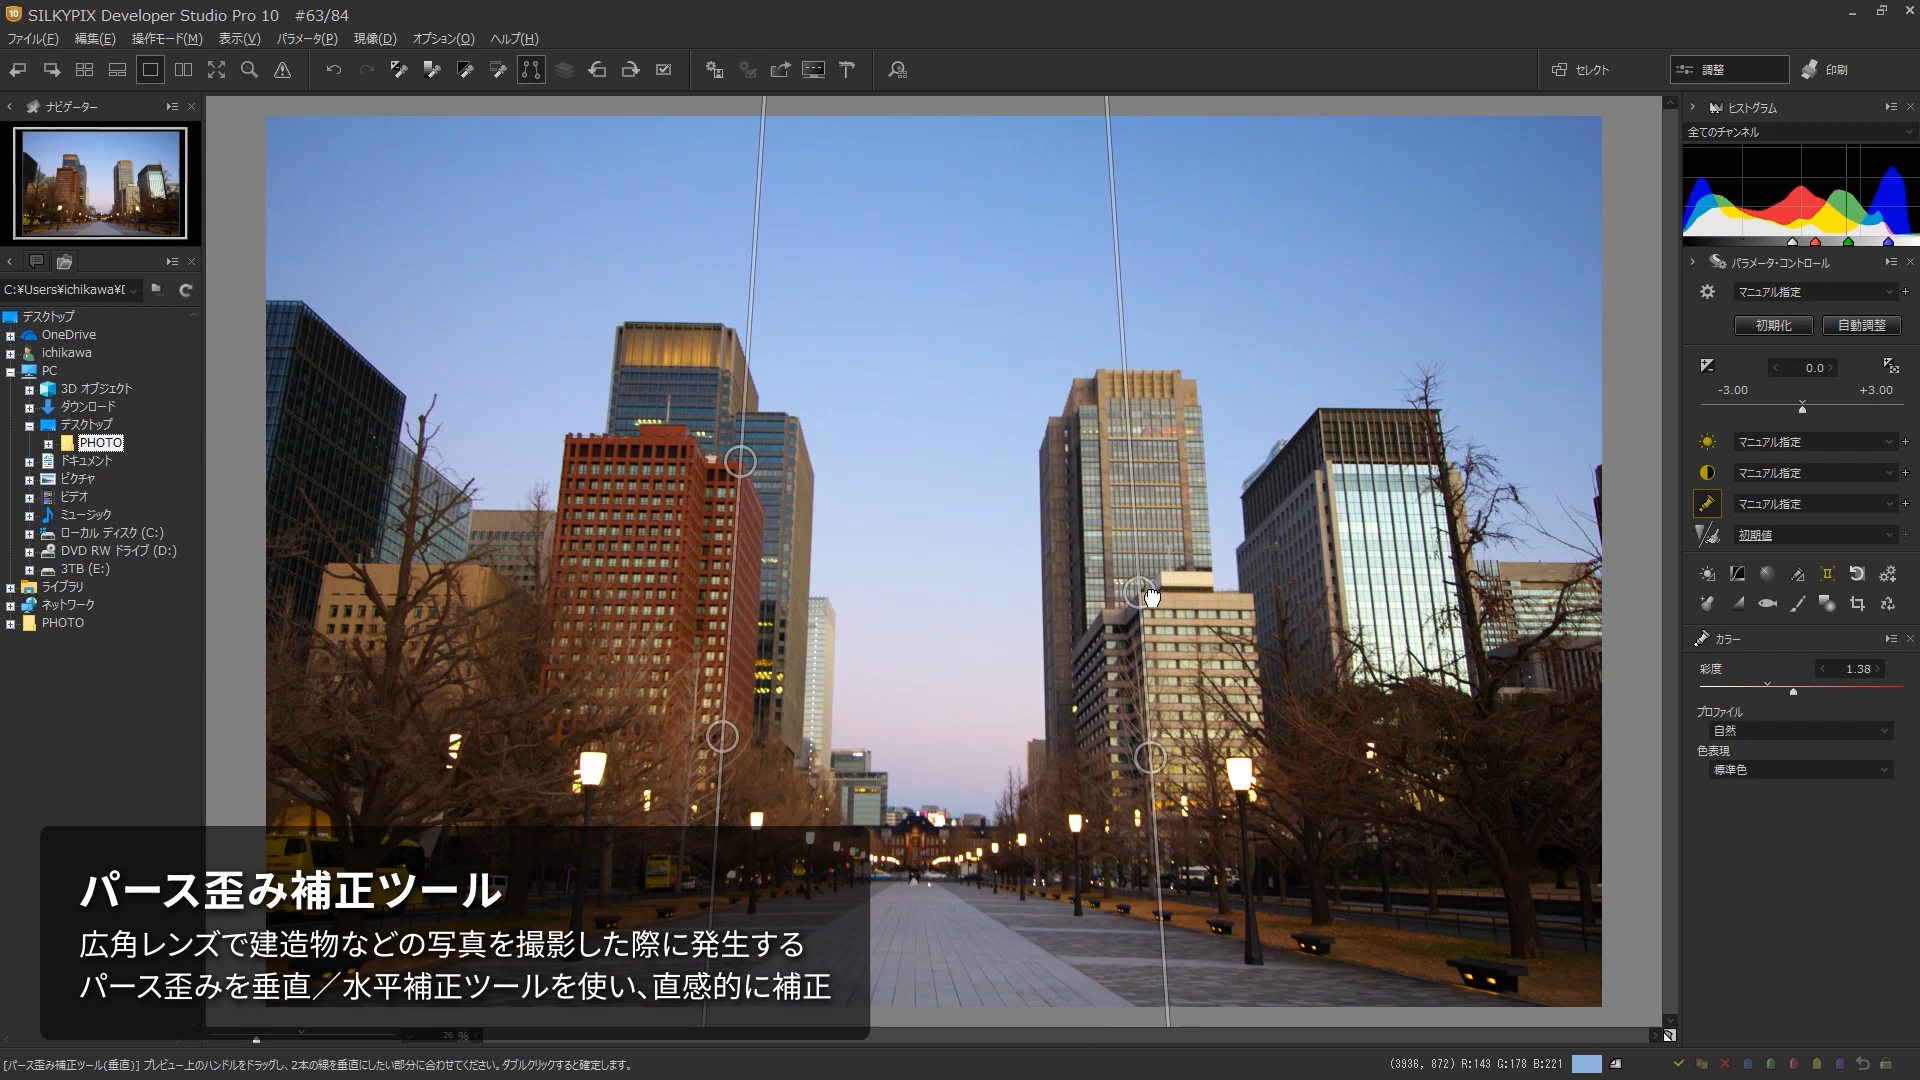 SILKYPIX Developer Studio Pro 10 #63/84
ファイル(F) 編集(E) 操作モード(M) 表示(V) パラメータ(P) 現像(D) オプション(O) ヘルプ(H)
セレクト 調整 印刷
ナビゲーター
ヒストグラム
全てのチャンネル
C:¥Users¥ichikawa¥[
デスクトップ
OneDrive
ichikawa
PC
3D オブジェクト
ダウンロード
デスクトップ
PHOTO
ドキュメント
ピクチャ
ビデオ
ミュージック
ローカル ディスク (C:)
DVD RW ドライブ (D:)
3TB (E:)
ライブラリ
ネットワーク
PHOTO
パラメータ・コントロール
マニュアル指定
初期化 自動調整
0.0
-3.00 +3.00
マニュアル指定
マニュアル指定
マニュアル指定
初期値
カラー
彩度 1.38
プロファイル
自然
色表現
標準色
パース歪み補正ツール
広角レンズで建造物などの写真を撮影した際に発生する
パース歪みを垂直／水平補正ツールを使い、直感的に補正
26 %
[パース歪み補正ツール(垂直)] プレビュー上のハンドルをドラッグし、2本の線を垂直にしたい部分に合わせてください。ダブルクリックすると確定します。
(3936, 872) R:143 G:178 B:221